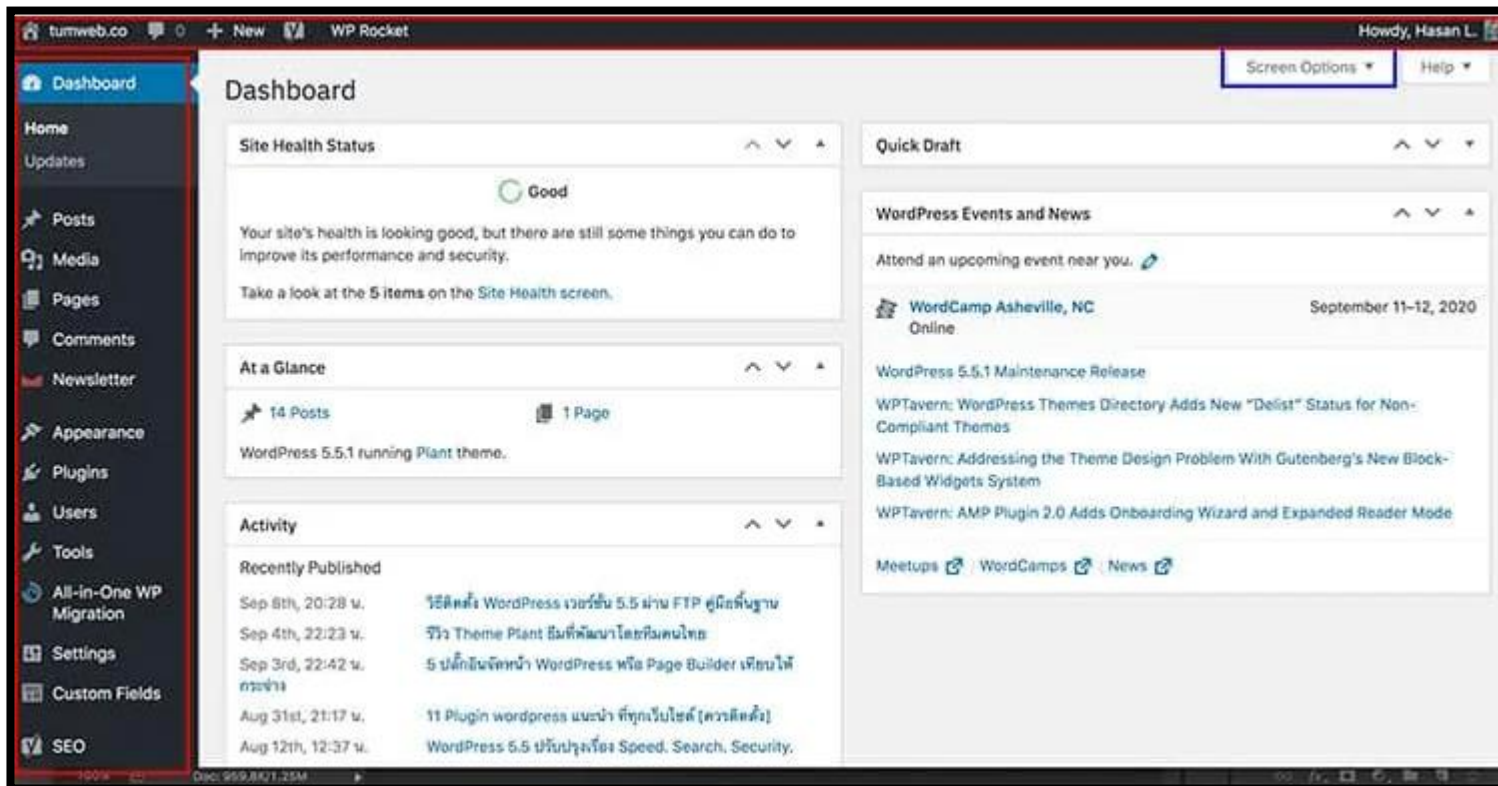 tumweb.co 0 + New WP Rocket Howdy, Hasan L.
Dashboard
Home
Updates
Posts
Media
Pages
Comments
Newsletter
Appearance
Plugins
Users
Tools
All-in-One WP
Migration
Settings
Custom Fields
SEO
Screen Options Help
Dashboard
Site Health Status
Good
Your site's health is looking good, but there are still some things you can do to
improve its performance and security.
Take a look at the 5 items on the Site Health screen.
At a Glance
14 Posts 1 Page
WordPress 5.5.1 running Plant theme.
Activity
Recently Published
Sep 8th, 20:28 น. วิธีติดตั้ง WordPress เวอร์ชั่น 5.5 ผ่าน FTP คู่มือพื้นฐาน
Sep 4th, 22:23 น. รีวิว Theme Plant ธีมที่พัฒนาโดยทีมคนไทย
Sep 3rd, 22:42 น. 5 ปลั๊กอินจัดหน้า WordPress หรือ Page Builder เทียบให้
กระจ่าง
Aug 31st, 21:17 น. 11 Plugin wordpress แนะนำ ที่ทุกเว็บไซต์ [ควรติดตั้ง]
Aug 12th, 12:37 น. WordPress 5.5 ปรับปรุงเรื่อง Speed. Search. Security.
Quick Draft
WordPress Events and News
Attend an upcoming event near you.
WordCamp Asheville, NC September 11–12, 2020
Online
WordPress 5.5.1 Maintenance Release
WPTavern: WordPress Themes Directory Adds New “Delist” Status for Non-
Compliant Themes
WPTavern: Addressing the Theme Design Problem With Gutenberg's New Block-
Based Widgets System
WPTavern: AMP Plugin 2.0 Adds Onboarding Wizard and Expanded Reader Mode
Meetups WordCamps News
100% Doc: 959.8K/1.25M